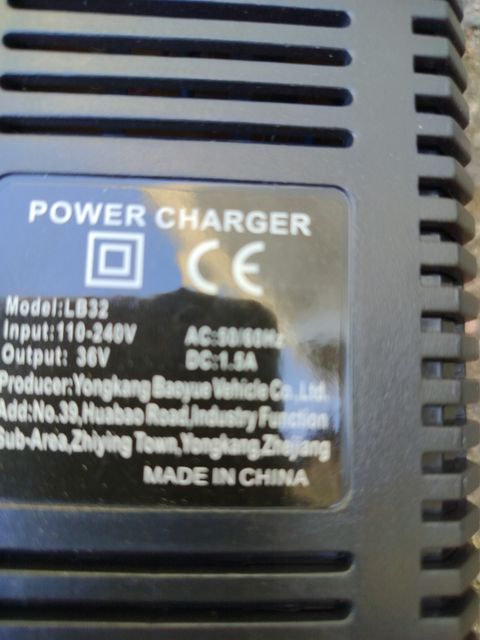 POWER CHARGER
CE
Model:LB32
Input:110-240V AC:50/60Hz
Output: 36V DC:1.5A
Producer:Yongkang Baoyue Vehicle Co.,Ltd.
Add:No.39,Huabao Road,Industry Function
Sub-Area,Zhiying Town,Yongkang,Zhejiang
MADE IN CHINA